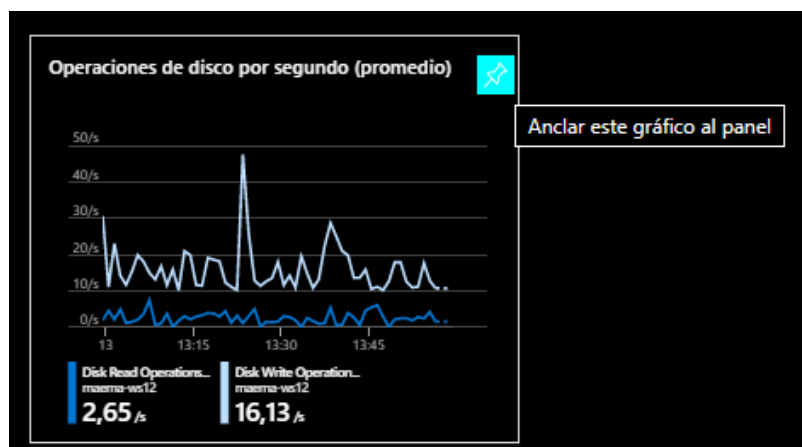 Operaciones de disco por segundo (promedio)
Anclar este gráfico al panel
50/s
40/s
30/s
20/s
10/s
0/s
13 13:15 13:30 13:45
Disk Read Operations... Disk Write Operation...
maema-ws12 maema-ws12
2,65 /s 16,13 /s